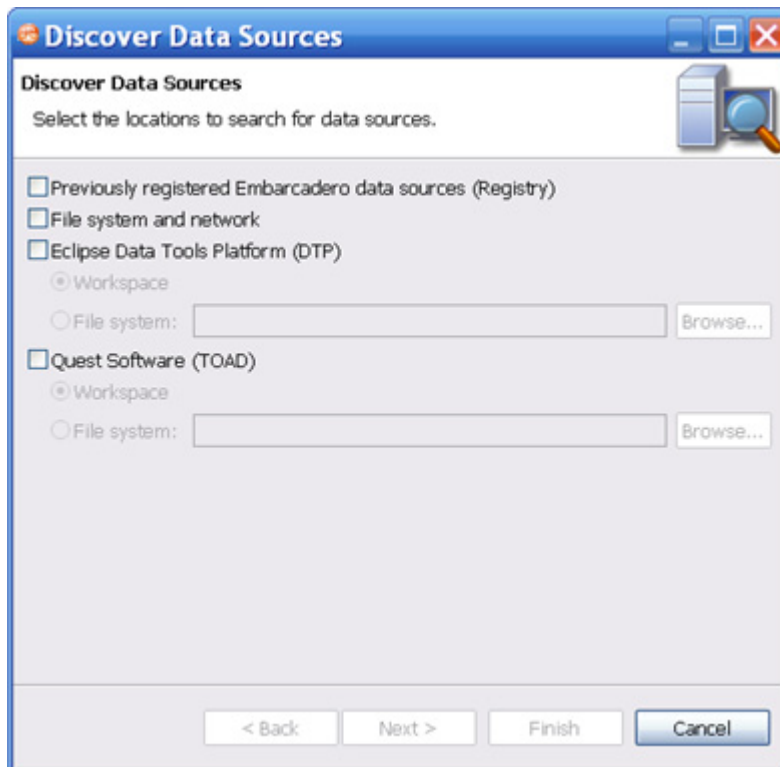 Discover Data Sources
Discover Data Sources
Select the locations to search for data sources.
Previously registered Embarcadero data sources (Registry)
File system and network
Eclipse Data Tools Platform (DTP)
Workspace
File system: Browse...
Quest Software (TOAD)
Workspace
File system: Browse...
< Back Next > Finish Cancel